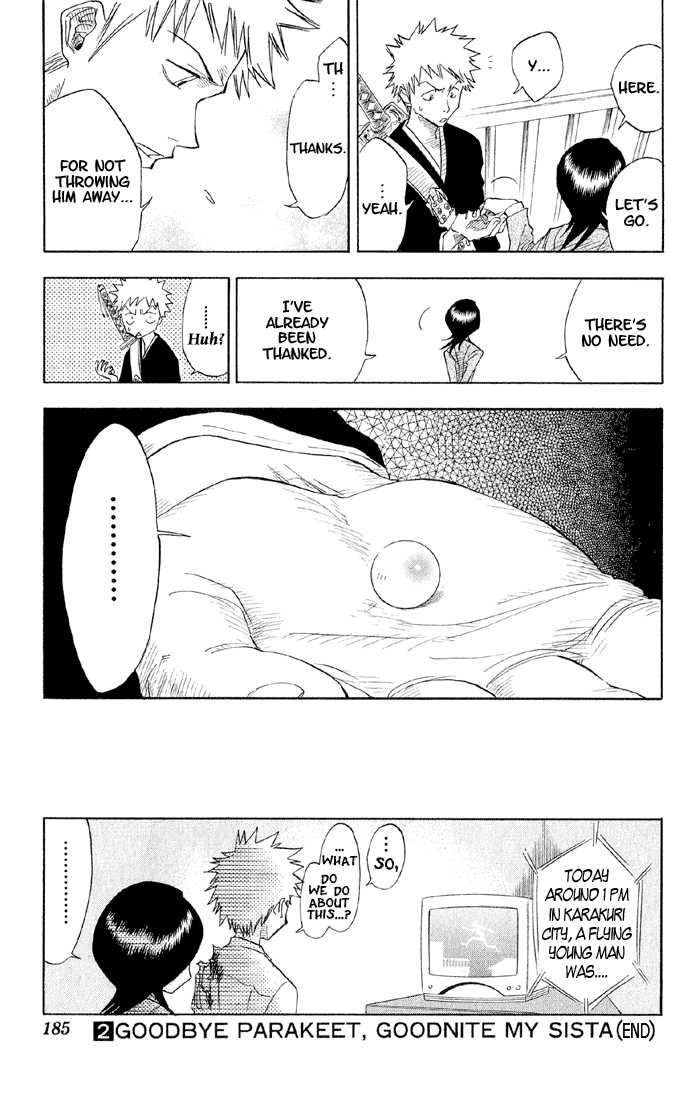 HERE.
LET'S
GO.
Y...
...
YEAH.
TH
...
THANKS.
FOR NOT
THROWING
HIM AWAY...
THERE'S
NO NEED.
I'VE
ALREADY
BEEN
THANKED.
......
Huh?
..........
TODAY
AROUND 1 PM
IN KARAKURI
CITY, A FLYING
YOUNG MAN
WAS....
...
SO,
...
WHAT
DO
WE DO
ABOUT
THIS...?
........
185
2 GOODBYE PARAKEET, GOODNITE MY SISTA (END)